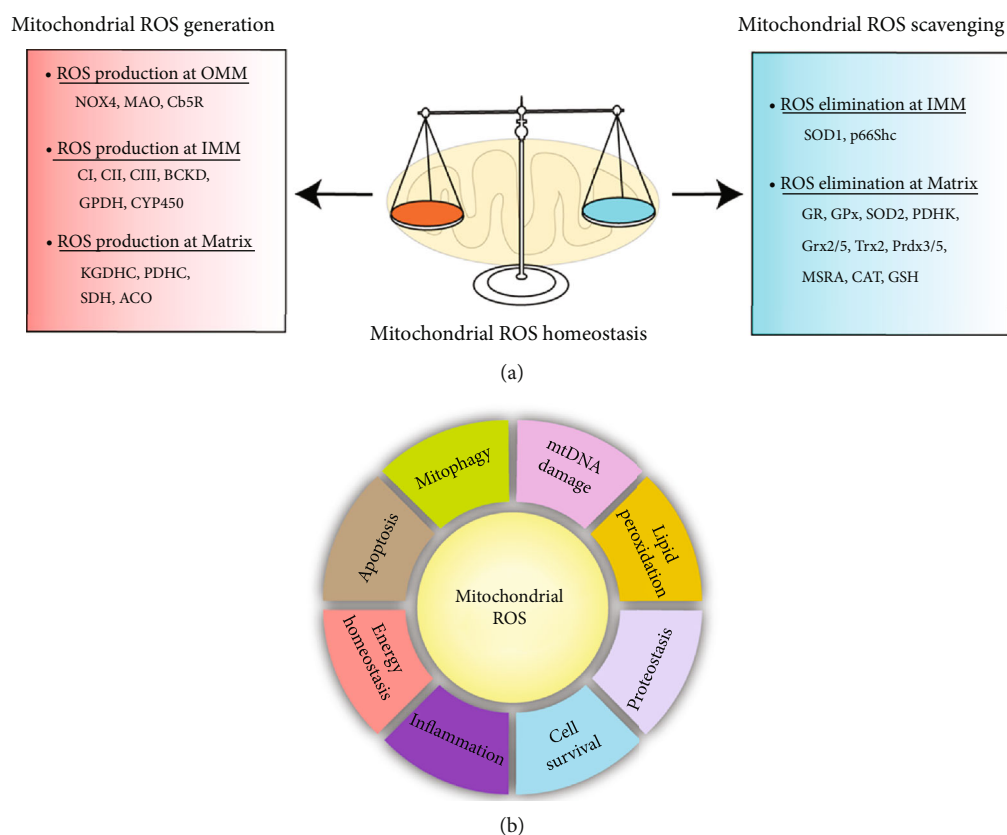 Mitochondrial ROS generation
• ROS production at OMM
NOX4, MAO, Cb5R
• ROS production at IMM
CI, CII, CIII, BCKD,
GPDH, CYP450
• ROS production at Matrix
KGDHC, PDHC,
SDH, ACO
Mitochondrial ROS homeostasis
Mitochondrial ROS scavenging
• ROS elimination at IMM
SOD1, p66Shc
• ROS elimination at Matrix
GR, GPx, SOD2, PDHK,
Grx2/5, Trx2, Prdx3/5,
MSRA, CAT, GSH
(a)
Mitophagy
mtDNA
damage
Lipid
peroxidation
Proteostasis
Cell
survival
Inflammation
Energy
homeostasis
Apoptosis
Mitochondrial
ROS
(b)